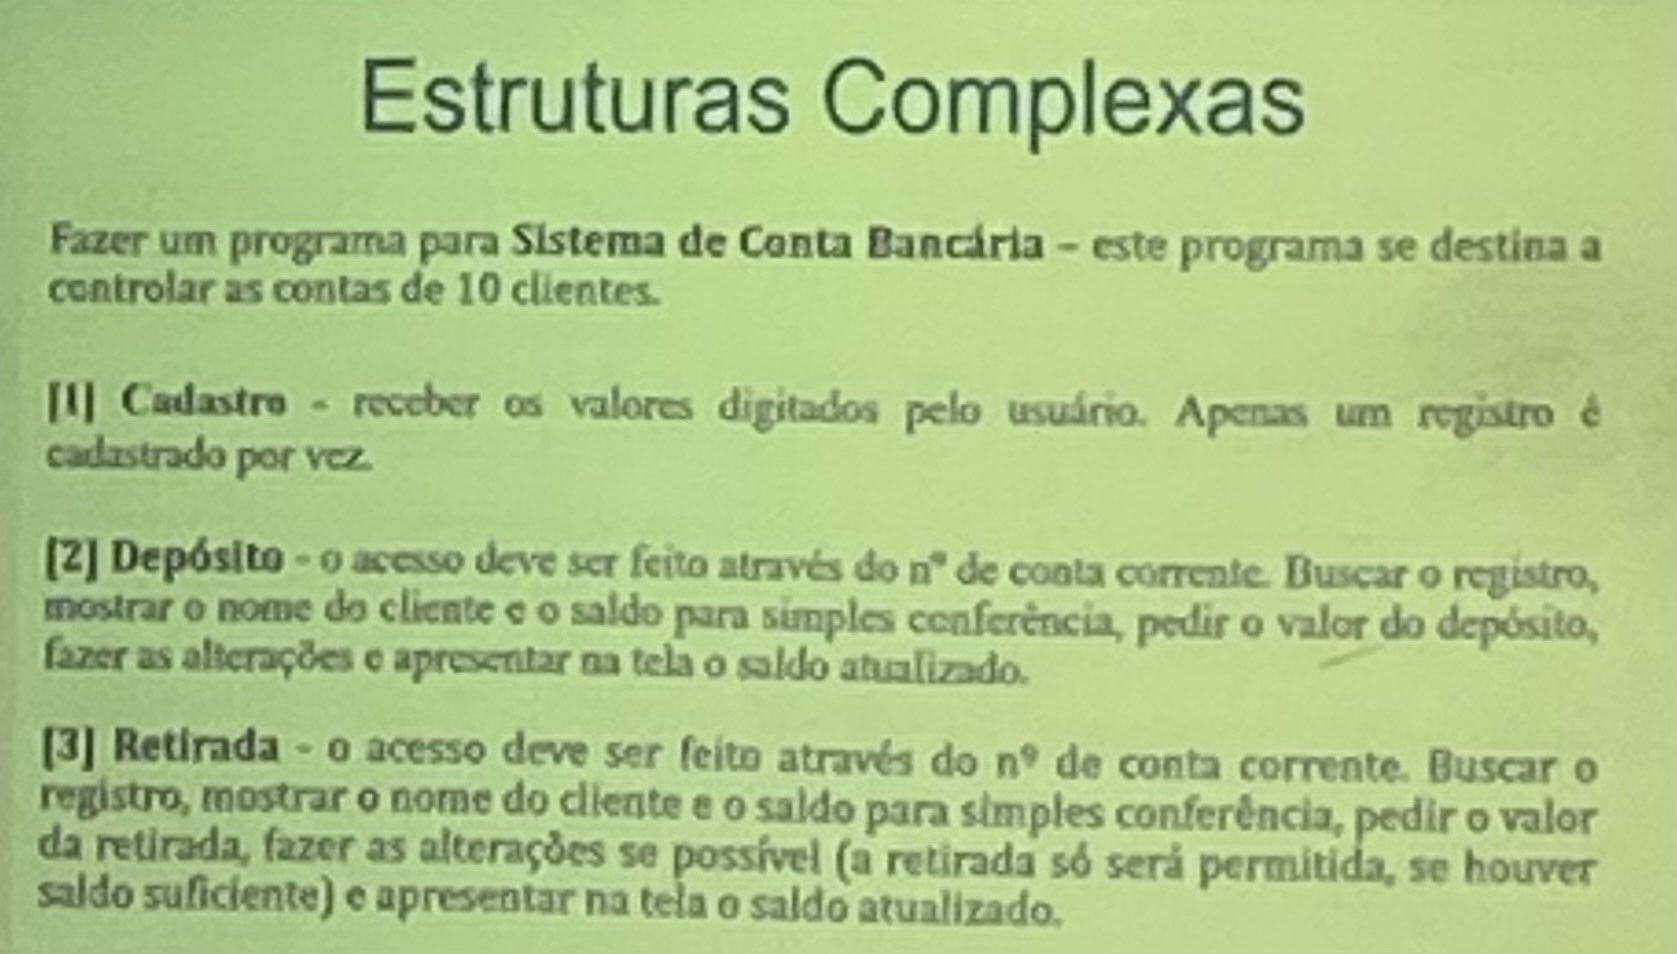 Estruturas Complexas
Fazer um programa para Sistema de Conta Bancária – este programa se destina a
controlar as contas de 10 clientes.
[1] Cadastro - receber os valores digitados pelo usuário. Apenas um registro é
cadastrado por vez.
[2] Depósito - o acesso deve ser feito através do nº de conta corrente. Buscar o registro,
mostrar o nome do cliente e o saldo para simples conferência, pedir o valor do depósito,
fazer as alterações e apresentar na tela o saldo atualizado.
[3] Retirada - o acesso deve ser feito através do nº de conta corrente. Buscar o
registro, mostrar o nome do cliente e o saldo para simples conferência, pedir o valor
da retirada, fazer as alterações se possível (a retirada só será permitida, se houver
saldo suficiente) e apresentar na tela o saldo atualizado.